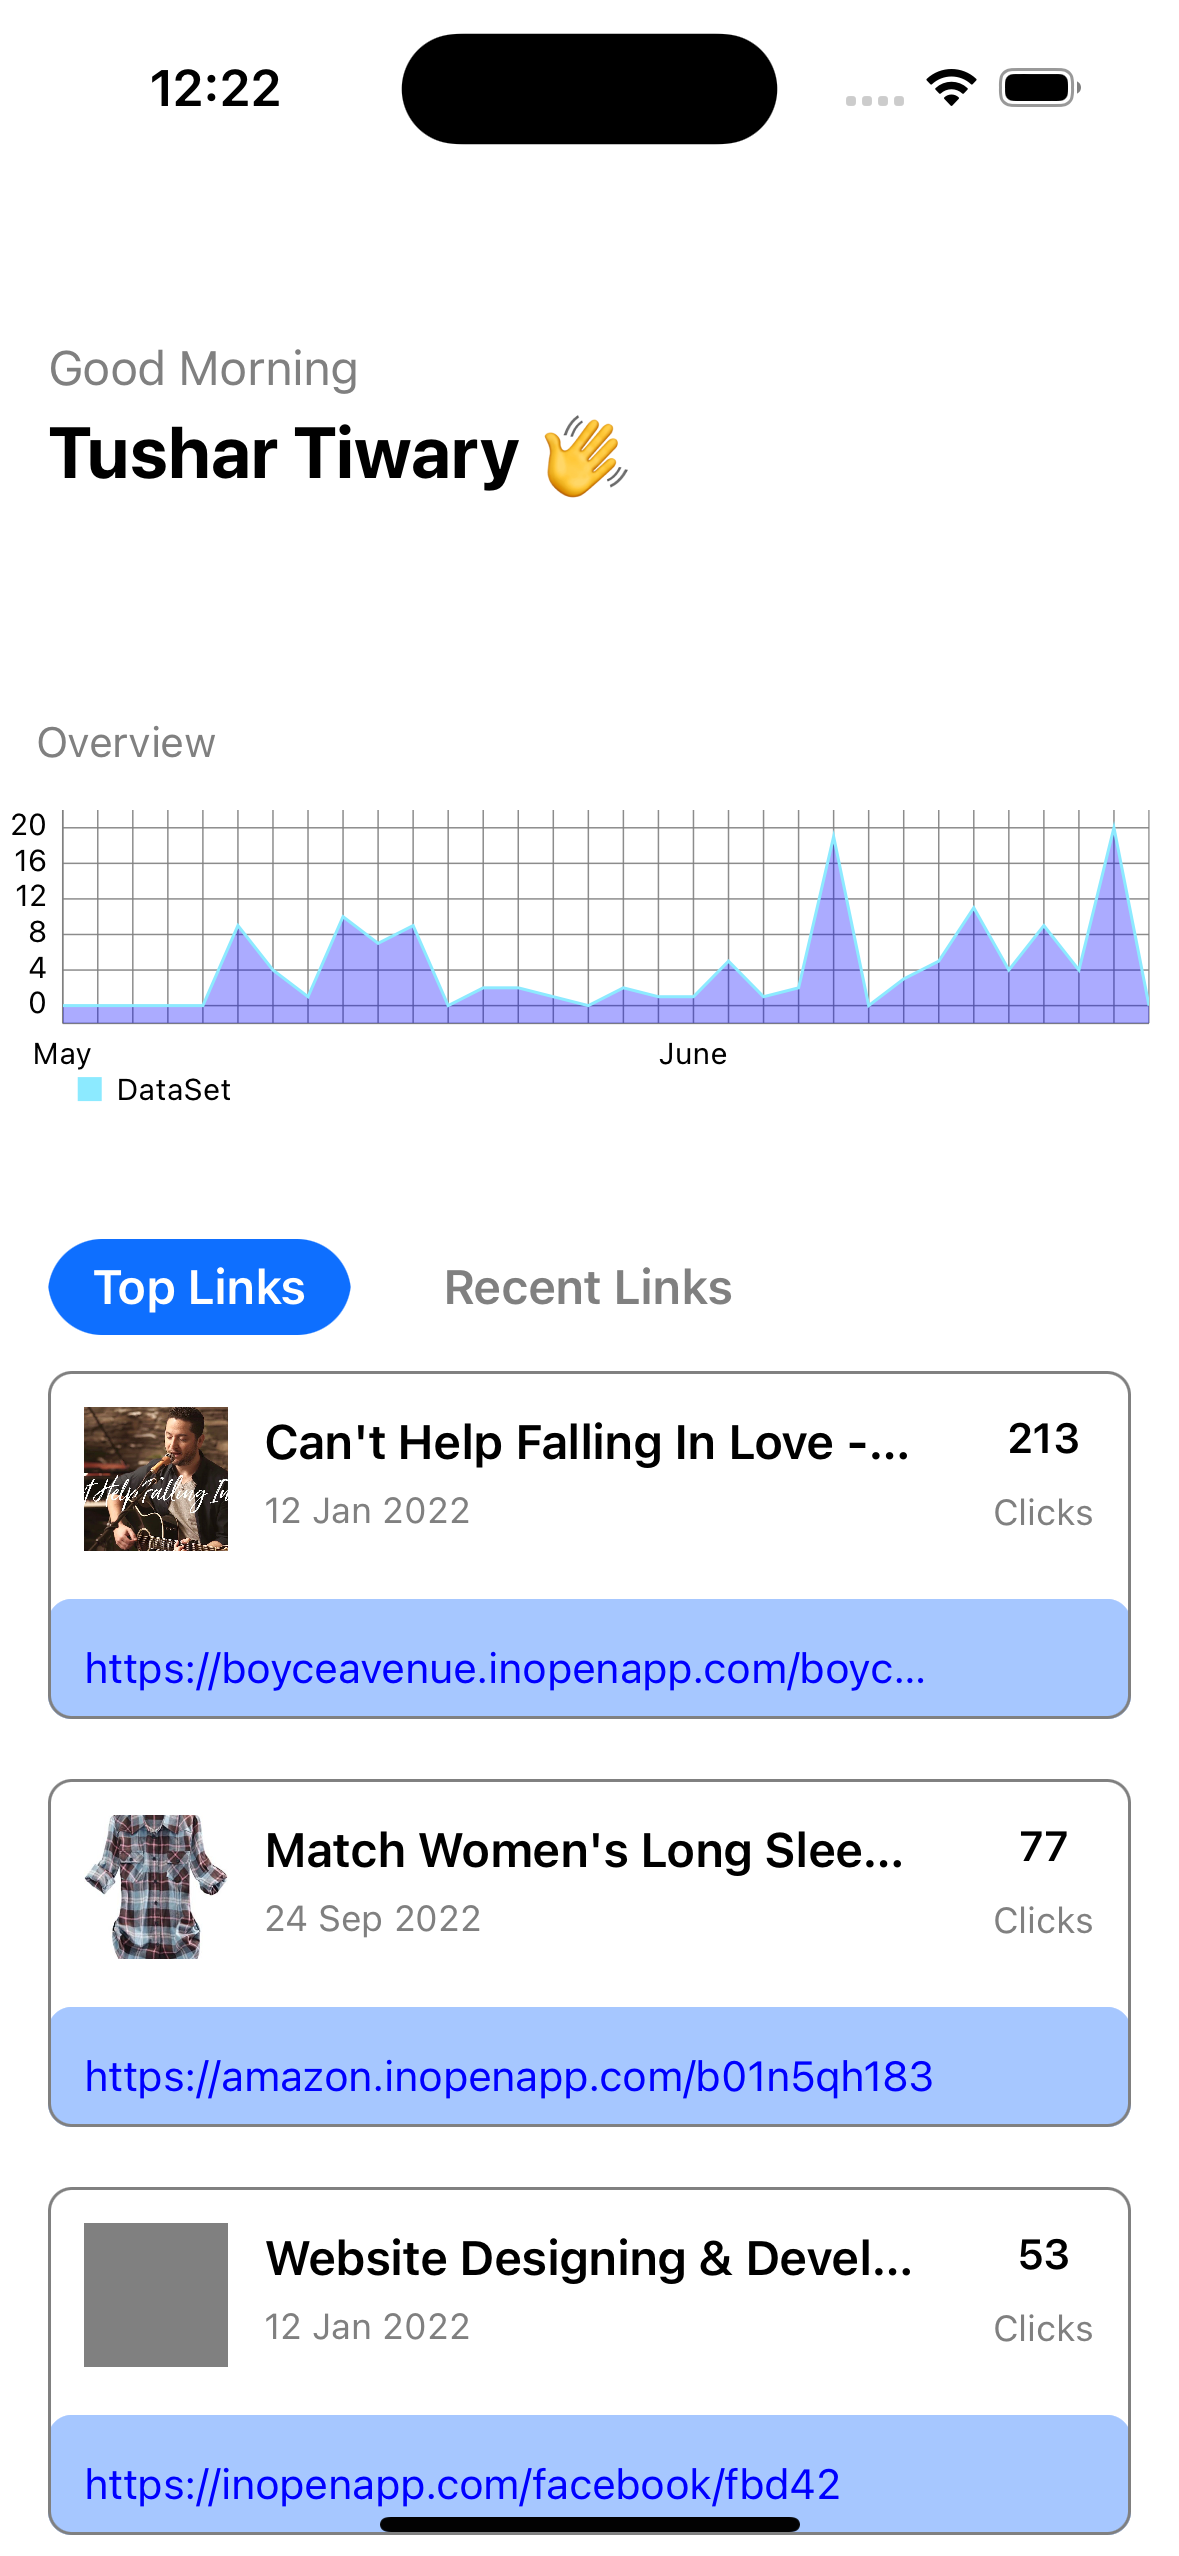 12:22
Good Morning
Tushar Tiwary 👋
Overview
20
16
12
8
4
0
May June
DataSet
Top Links Recent Links
Can't Help Falling In Love -... 213
12 Jan 2022 Clicks
t Help Falling In
https://boyceavenue.inopenapp.com/boyc...
Match Women's Long Slee... 77
24 Sep 2022 Clicks
https://amazon.inopenapp.com/b01n5qh183
Website Designing & Devel... 53
12 Jan 2022 Clicks
https://inopenapp.com/facebook/fbd42